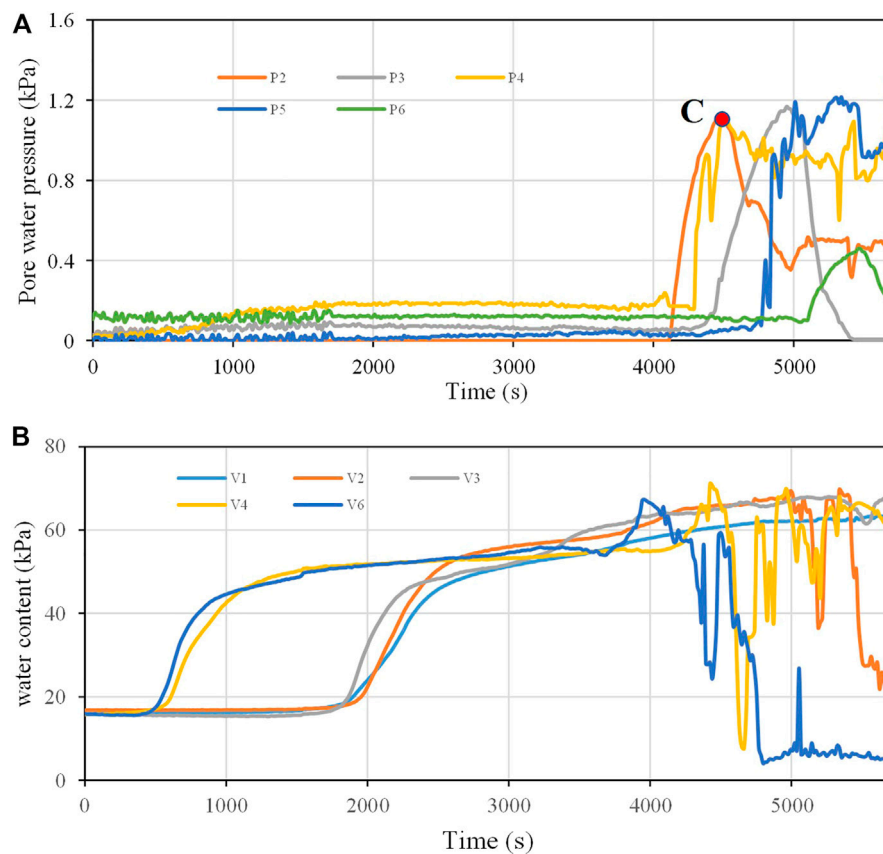 A
Pore water pressure (kPa)
1.6
1.2
0.8
0.4
0
P2 P3 P4
P5 P6
C
0 1000 2000 3000 4000 5000
Time (s)
B
water content (kPa)
80
60
40
20
0
V1 V2 V3
V4 V6
0 1000 2000 3000 4000 5000
Time (s)